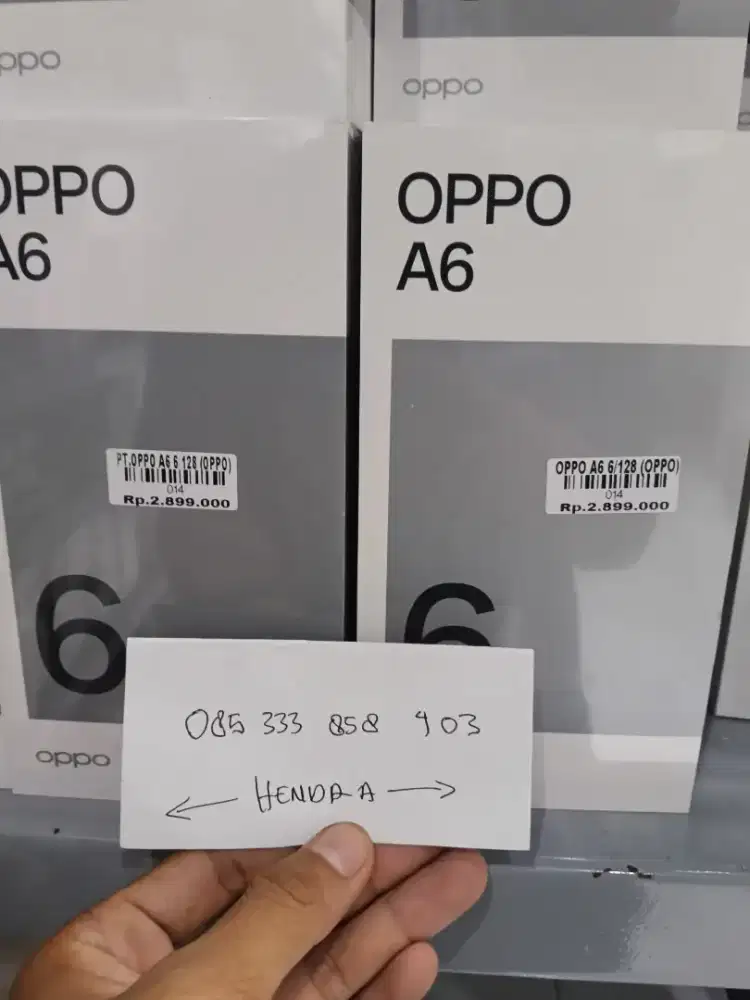 oppo
oppo
OPPO
A6
OPPO
A6
PT.OPPO A6 6 128 (OPPO)
014
Rp.2.899.000
OPPO A6 6/128 (OPPO)
014
Rp.2.899.000
6
6
oppo
085 333 858 903
HENDRA